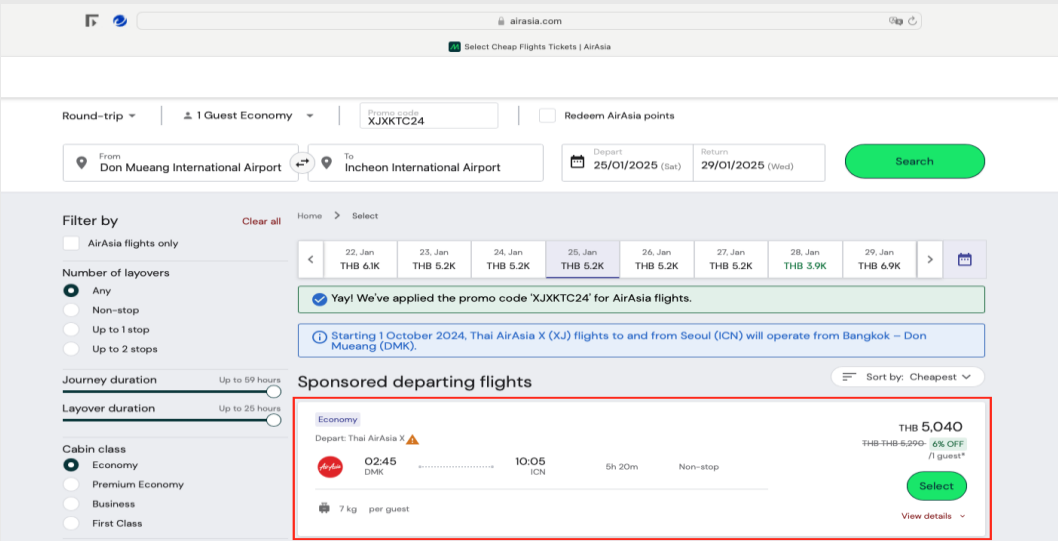 airasia.com
Select Cheap Flights Tickets | AirAsia
Round-trip
1 Guest Economy
Promo code
XJXKTC24
Redeem AirAsia points
From
Don Mueang International Airport
To
Incheon International Airport
Depart
25/01/2025 (Sat)
Return
29/01/2025 (Wed)
Search
Filter by
Clear all
AirAsia flights only
Number of layovers
Any
Non-stop
Up to 1 stop
Up to 2 stops
Journey duration
Up to 59 hours
Layover duration
Up to 25 hours
Cabin class
Economy
Premium Economy
Business
First Class
Home > Select
22, Jan
THB 6.1K
23, Jan
THB 5.2K
24, Jan
THB 5.2K
25, Jan
THB 5.2K
26, Jan
THB 5.2K
27, Jan
THB 5.2K
28, Jan
THB 3.9K
29, Jan
THB 6.9K
Yay! We've applied the promo code 'XJXKTC24' for AirAsia flights.
Starting 1 October 2024, Thai AirAsia X (XJ) flights to and from Seoul (ICN) will operate from Bangkok – Don
Mueang (DMK).
Sponsored departing flights
Sort by: Cheapest
Economy
Depart: Thai AirAsia X
AirAsia
02:45
DMK
10:05
ICN
5h 20m
Non-stop
7 kg per guest
THB 5,040
THB THB 5,290 6% OFF
/1 guest*
Select
View details